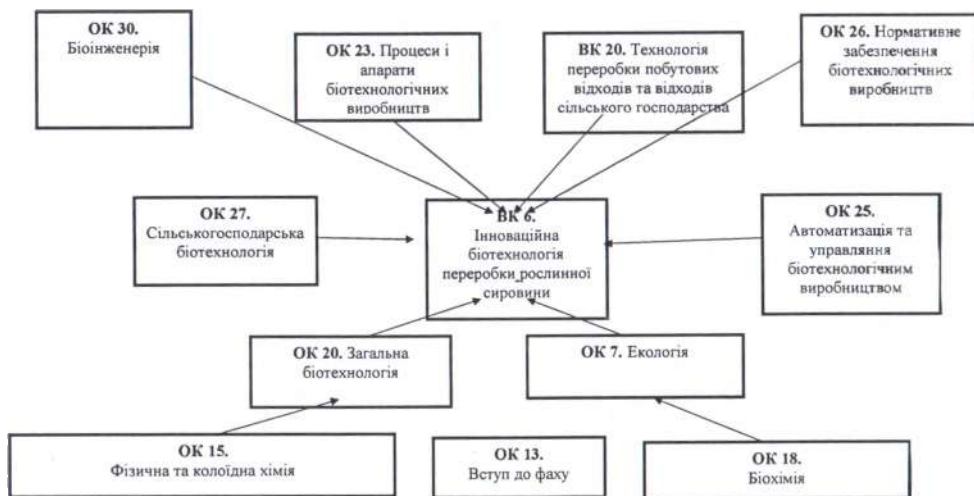 ОК 30.
Біоінженерія
ОК 23. Процеси і
апарати
біотехнологічних
виробництв
ВК 20. Технологія
переробки побутових
відходів та відходів
сільського господарства
ОК 26. Нормативне
забезпечення
біотехнологічних
виробництв
ОК 27.
Сільськогосподарська
біотехнологія
ВК 6.
Інноваційна
біотехнологія
переробки рослинної
сировини
ОК 25.
Автоматизація та
управляння
біотехнологічним
виробництвом
ОК 20. Загальна
біотехнологія
ОК 7. Екологія
ОК 15.
Фізична та колоїдна хімія
ОК 13.
Вступ до фаху
ОК 18.
Біохімія